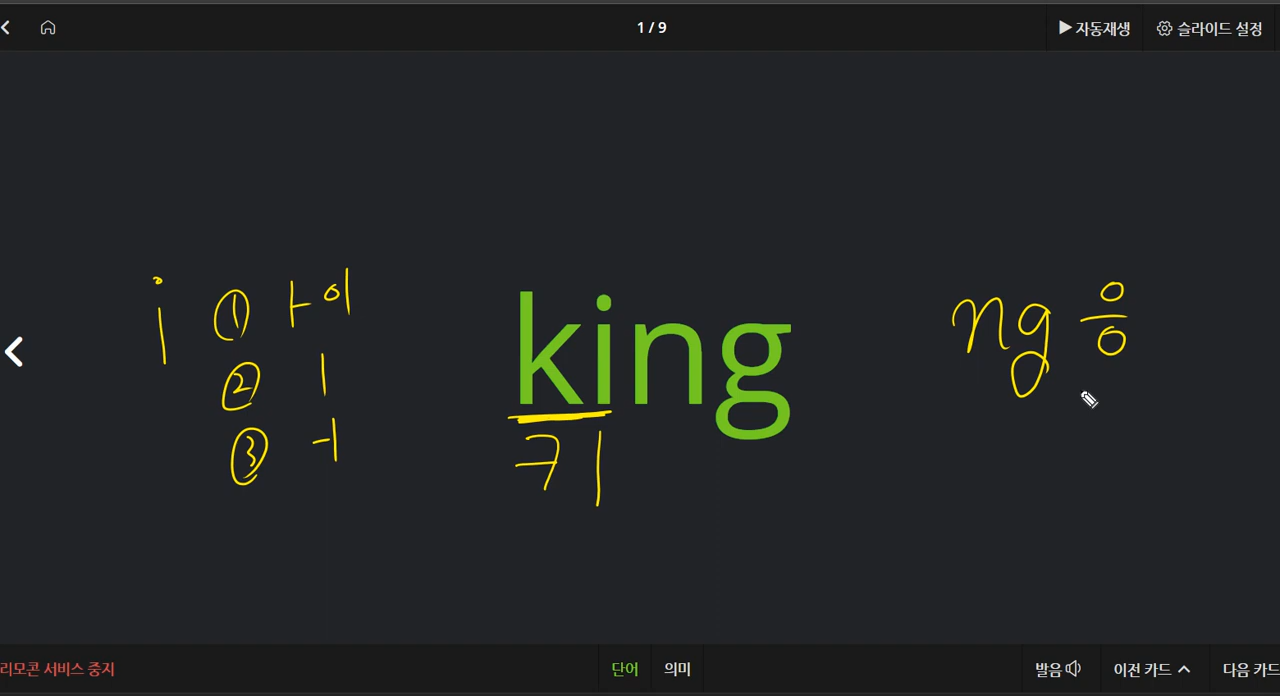 1 / 9
▶ 자동재생
슬라이드 설정
i ① ㅏ이
② ㅣ
③ ㅓ
king
키
ng 응
리모콘 서비스 중지
단어
의미
발음
이전 카드
다음 카드